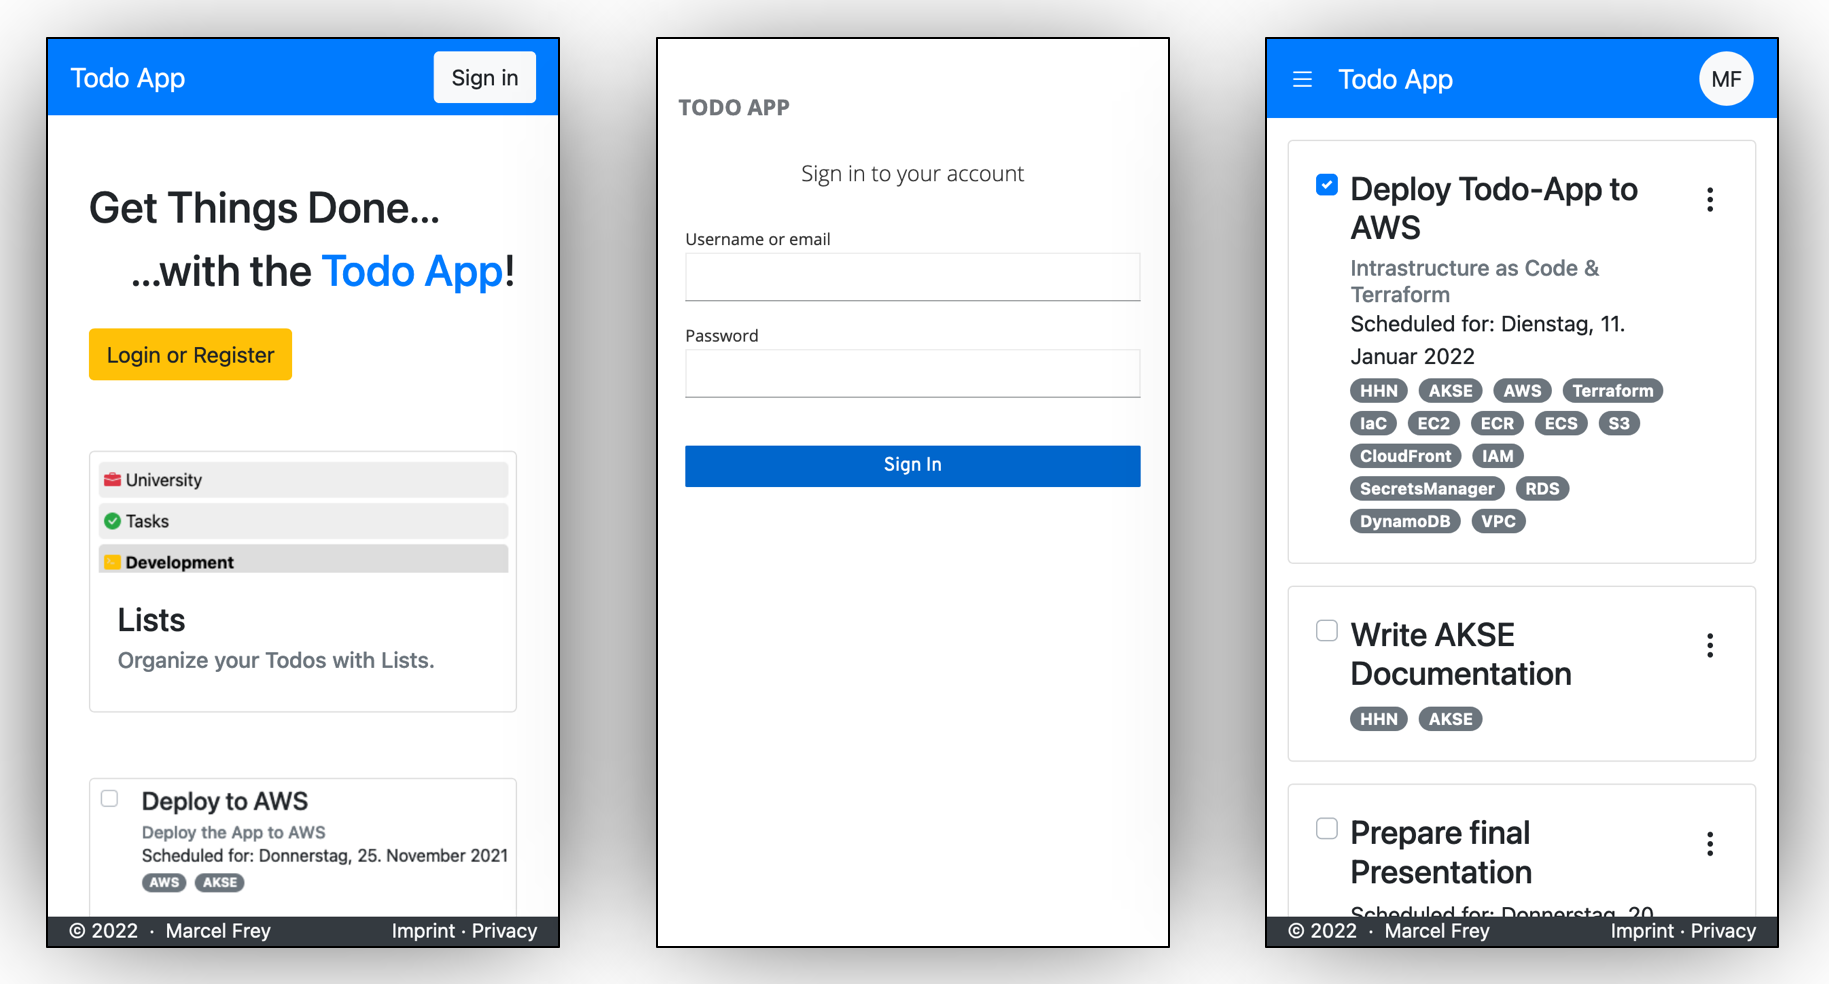 Todo App
Sign in
Get Things Done...
...with the Todo App!
Login or Register
University
Tasks
Development
Lists
Organize your Todos with Lists.
Deploy to AWS
Deploy the App to AWS
Scheduled for: Donnerstag, 25. November 2021
AWS AKSE
© 2022 · Marcel Frey
Imprint · Privacy
TODO APP
Sign in to your account
Username or email
Password
Sign In
Todo App
MF
Deploy Todo-App to
AWS
Intrastructure as Code &
Terraform
Scheduled for: Dienstag, 11.
Januar 2022
HHN AKSE AWS Terraform
IaC EC2 ECR ECS S3
CloudFront IAM
SecretsManager RDS
DynamoDB VPC
Write AKSE
Documentation
HHN AKSE
Prepare final
Presentation
Scheduled for: Donnerstag, 20.
© 2022 · Marcel Frey
Imprint · Privacy